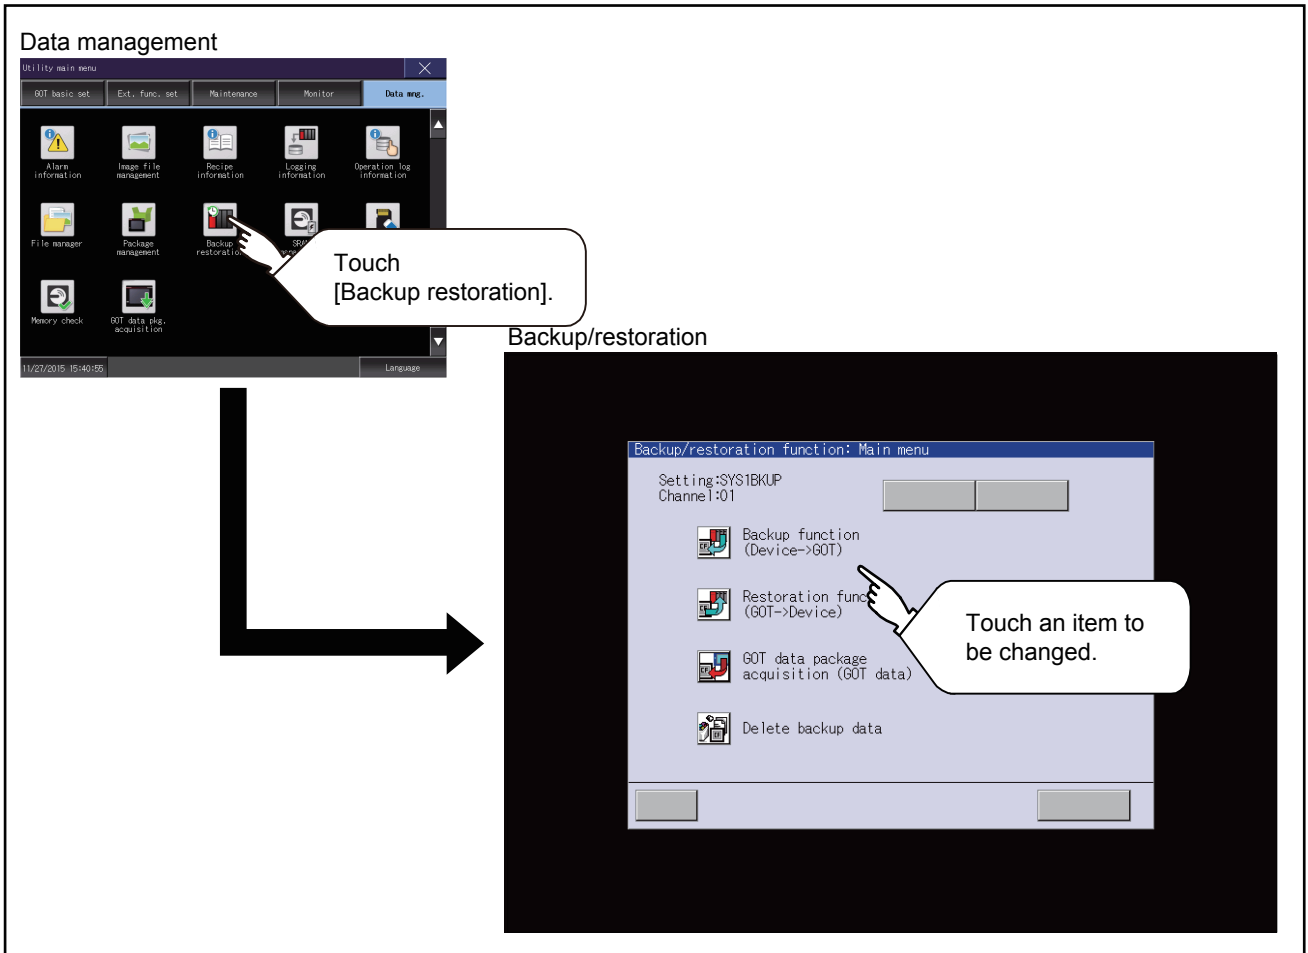 Data management
Utility main menu
GOT basic set
Ext. func. set
Maintenance
Monitor
Data mng.
Alarm
information
Image file
management
Recipe
information
Logging
information
Operation log
information
File manager
Package
management
Backup
restoration
Touch
[Backup restoration].
Memory check
GOT data pkg.
acquisition
11/27/2015 15:40:55
Language
Backup/restoration
Backup/restoration function: Main menu
Setting:SYS1BKUP
Channel:01
Backup function
(Device->GOT)
Restoration func
(GOT->Device)
Touch an item to
be changed.
GOT data package
acquisition (GOT data)
Delete backup data